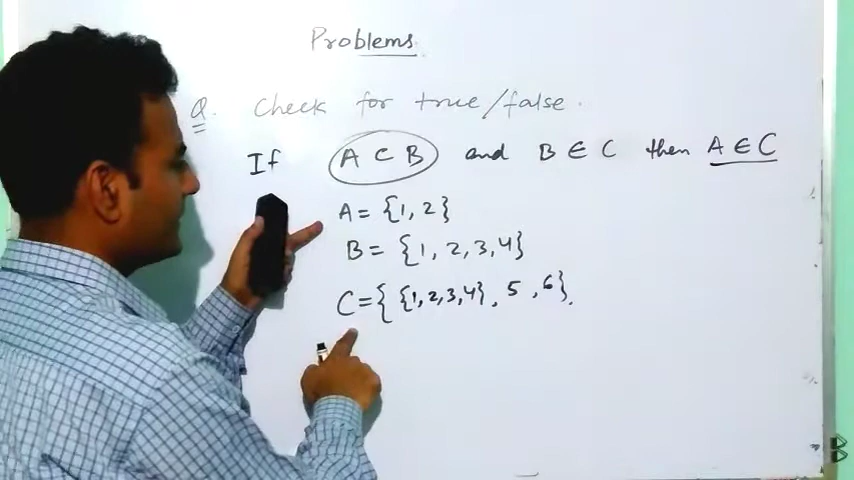 Problems.
Q. Check for true/false.
If A ⊂ B and B ∈ C then A ∈ C
A = {1, 2}
B = {1, 2, 3, 4}
C = { {1, 2, 3, 4}, 5, 6}.